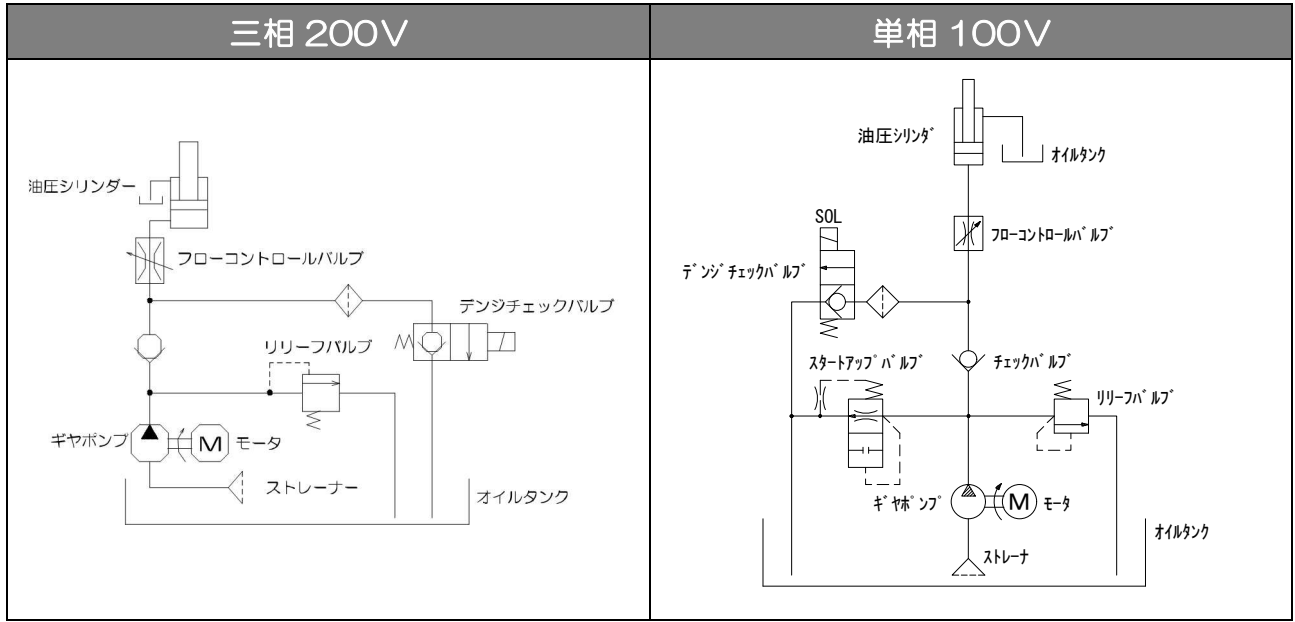 三相 200V
単相 100V
油圧シリンダー
フローコントロールバルブ
デンジチェックバルブ
リリーフバルブ
ギヤポンプ
M
モータ
ストレーナー
オイルタンク
油圧ｼﾘﾝﾀﾞ
ｵｲﾙﾀﾝｸ
SOL
ﾌﾛｰｺﾝﾄﾛｰﾙﾊﾞﾙﾌﾞ
ﾃﾞﾝｼﾞﾁｪｯｸﾊﾞﾙﾌﾞ
ｽﾀｰﾄｱｯﾌﾟﾊﾞﾙﾌﾞ
ﾁｪｯｸﾊﾞﾙﾌﾞ
ﾘﾘｰﾌﾊﾞﾙﾌﾞ
ｷﾞﾔﾎﾟﾝﾌﾟ
M
ﾓｰﾀ
ｵｲﾙﾀﾝｸ
ｽﾄﾚｰﾅ